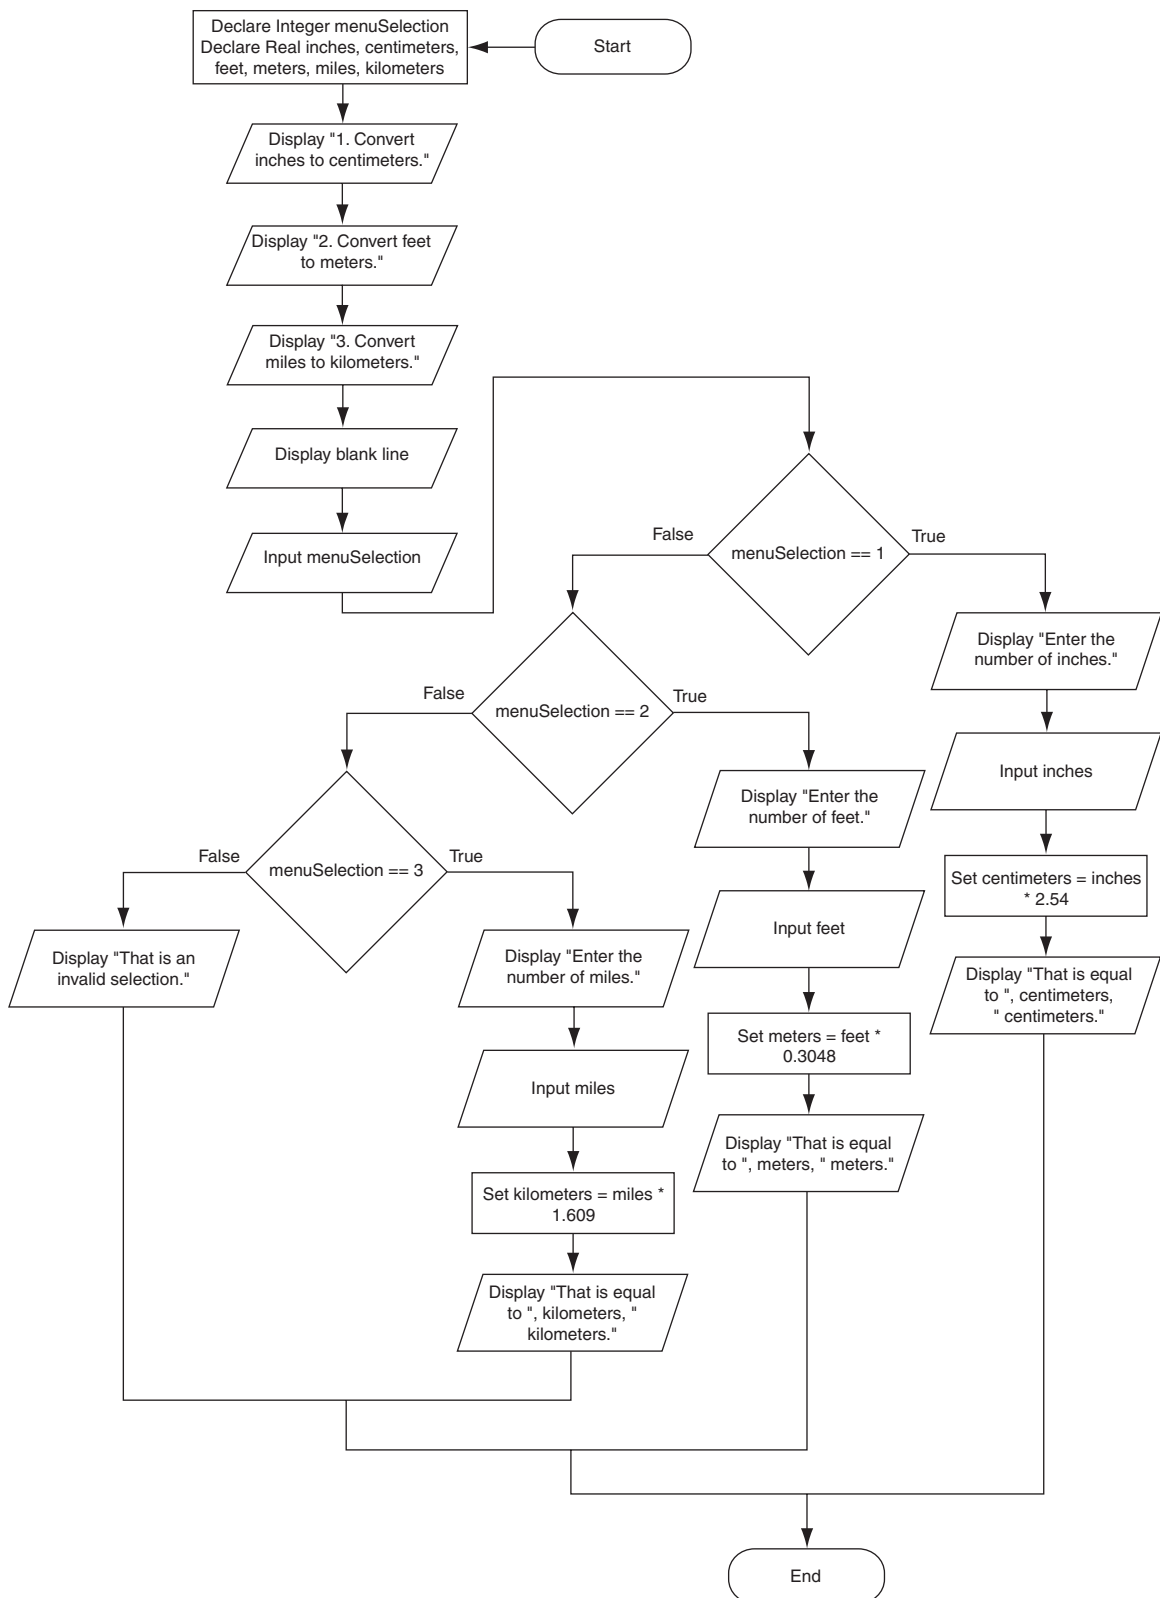 Start
Declare Integer menuSelection
Declare Real inches, centimeters,
feet, meters, miles, kilometers
Display "1. Convert
inches to centimeters."
Display "2. Convert feet
to meters."
Display "3. Convert
miles to kilometers."
Display blank line
Input menuSelection
menuSelection == 1
False
True
Display "Enter the
number of inches."
Input inches
Set centimeters = inches
* 2.54
Display "That is equal
to ", centimeters,
" centimeters."
menuSelection == 2
False
True
Display "Enter the
number of feet."
Input feet
Set meters = feet *
0.3048
Display "That is equal
to ", meters, " meters."
menuSelection == 3
False
True
Display "That is an
invalid selection."
Display "Enter the
number of miles."
Input miles
Set kilometers = miles *
1.609
Display "That is equal
to ", kilometers, "
kilometers."
End